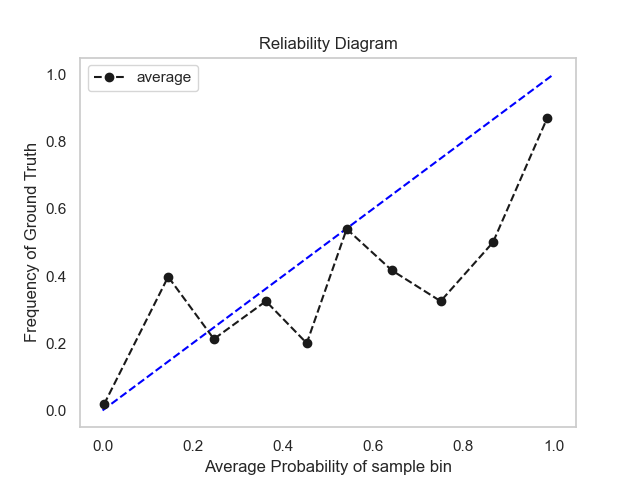 Reliability Diagram
average
1.0
0.8
0.6
0.4
0.2
0.0
Frequency of Ground Truth
0.0 0.2 0.4 0.6 0.8 1.0
Average Probability of sample bin